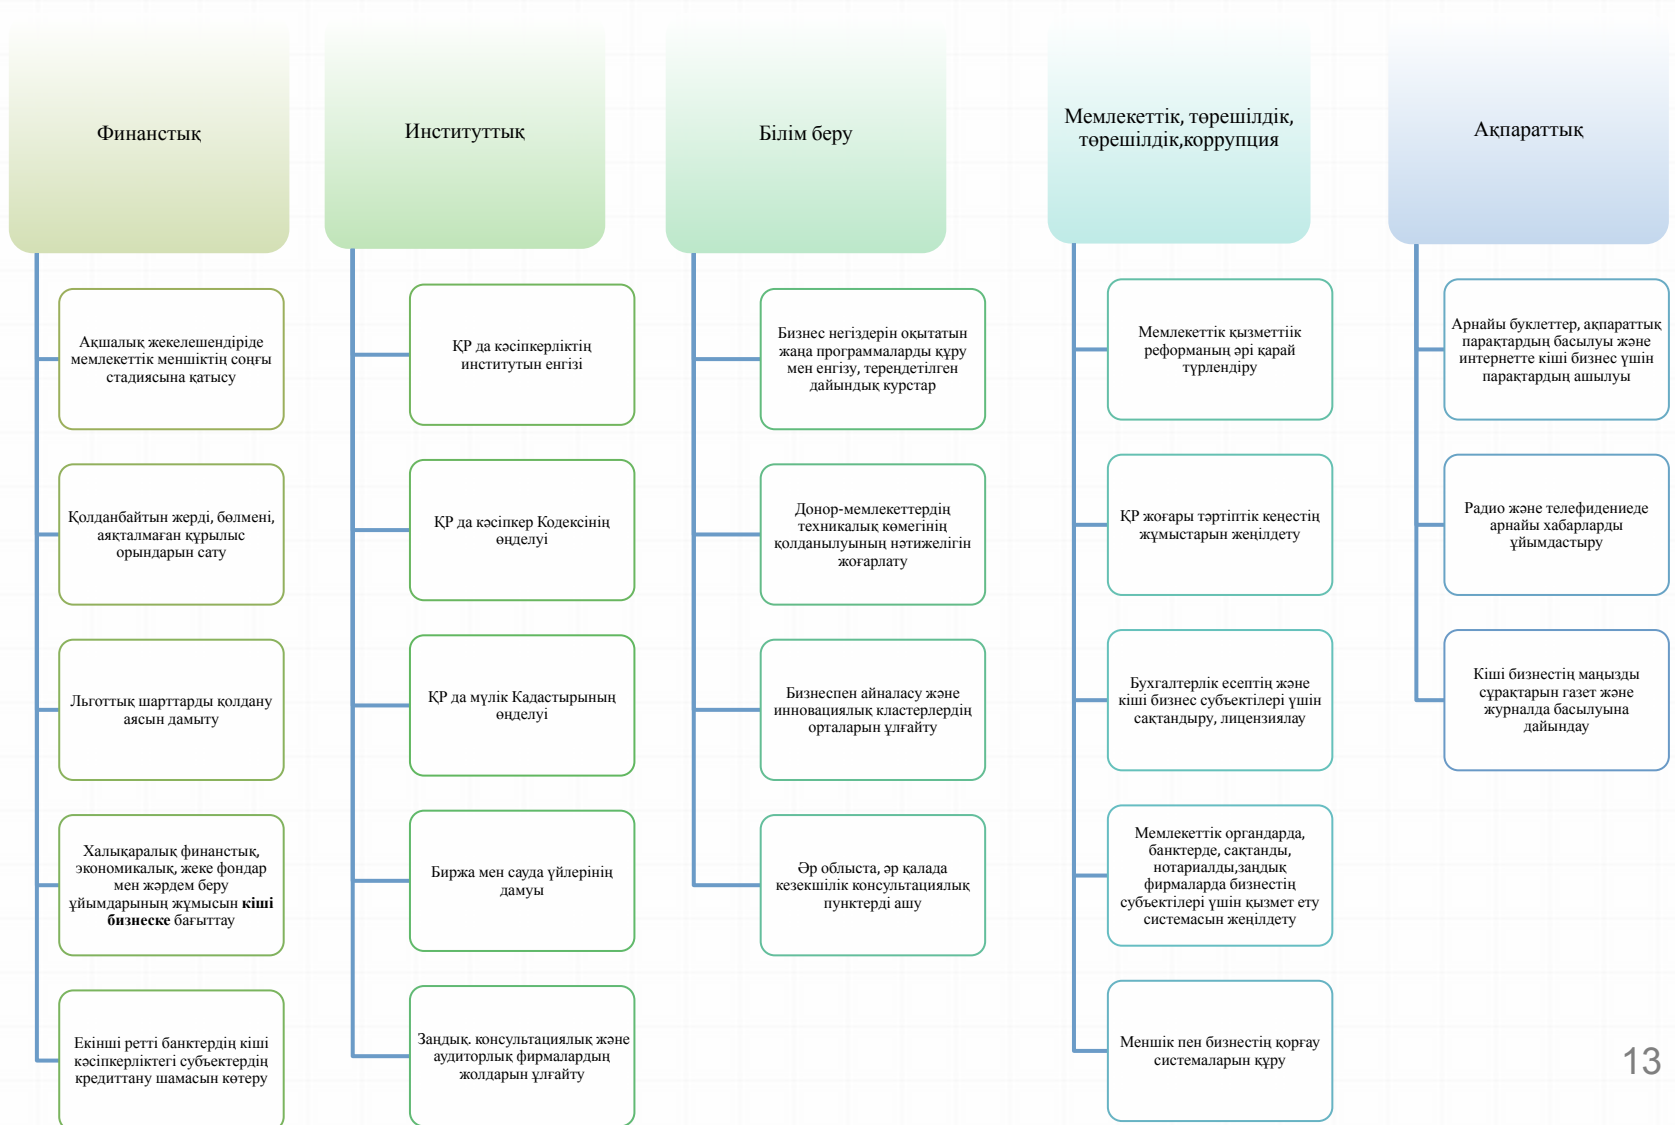 Финанстық
Ақшалық жекелешендіріде
мемлекеттік меншіктің соңғы
стадиясына қатысу
Қолданбайтын жерді, бөлмені,
аяқталмаған құрылыс
орындарын сату
Льготтық шарттарды қолдану
аясын дамыту
Халықаралық финанстық,
экономикалық, жеке фондар
мен жәрдем беру
ұйымдарының жұмысын кіші
бизнеске бағыттау
Екінші ретті банктердің кіші
кәсіпкерліктегі субъектердің
кредиттану шамасын көтеру
Институттық
ҚР да кәсіпкерліктің
институтын енгізі
ҚР да кәсіпкер Кодексінің
өңделуі
ҚР да мүлік Кадастырының
өңделуі
Биржа мен сауда үйлерінің
дамуы
Заңдық. консультациялық және
аудиторлық фирмалардың
жолдарын ұлғайту
Білім беру
Бизнес негіздерін оқытатын
жаңа программаларды құру
мен енгізу, тереңдетілген
дайындық курстар
Донор-мемлекеттердің
техникалық көмегінің
қолданылуының нәтижелігін
жоғарлату
Бизнеспен айналасу және
инновациялық кластерлердің
орталарын ұлғайту
Әр облыста, әр қалада
кезекшілік консультациялық
пунктерді ашу
Мемлекеттік, төрешілдік,
төрешілдік,коррупция
Мемлекеттік қызметтіік
реформаның әрі қарай
түрлендіру
ҚР жоғары тәртіптік кеңестің
жұмыстарын жеңілдету
Бухгалтерлік есептің және
кіші бизнес субъектілері үшін
сақтандыру, лицензиялау
Мемлекеттік органдарда,
банктерде, сақтанды,
нотариалды,заңдық
фирмаларда бизнестің
субъектілері үшін қызмет ету
системасын жеңілдету
Меншік пен бизнестің қорғау
системаларын құру
Ақпараттық
Арнайы буклеттер, ақпараттық
парақтардың басылуы және
интернетте кіші бизнес үшін
парақтардың ашылуы
Радио және телефидениеде
арнайы хабарларды
ұйымдастыру
Кіші бизнестің маңызды
сұрақтарын газет және
журналда басылуына
дайындау
13